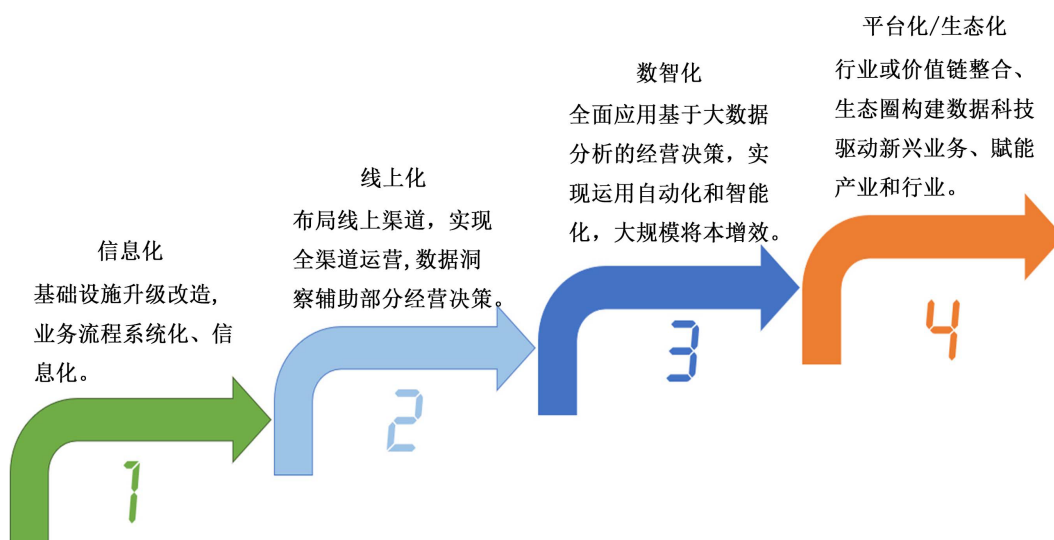 信息化
基础设施升级改造,
业务流程系统化、信
息化。
1
线上化
布局线上渠道，实现
全渠道运营,数据洞
察辅助部分经营决策。
2
数智化
全面应用基于大数据
分析的经营决策，实
现运用自动化和智能
化，大规模将本增效。
3
平台化/生态化
行业或价值链整合、
生态圈构建数据科技
驱动新兴业务、赋能
产业和行业。
4